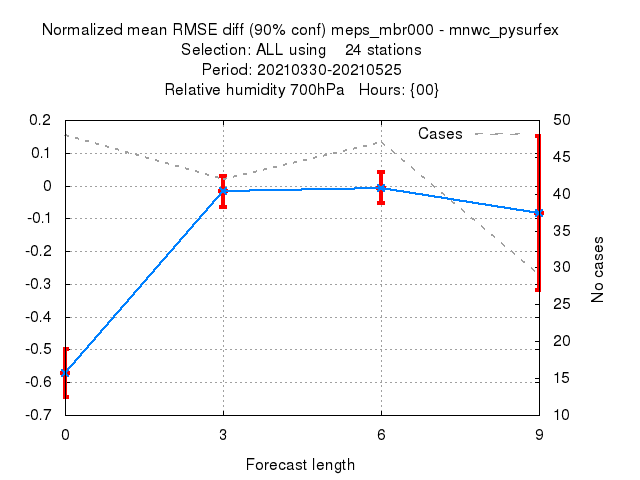 Normalized mean RMSE diff (90% conf) meps_mbr000 - mnwc_pysurfex
Selection: ALL using    24 stations
Period: 20210330-20210525
Relative humidity 700hPa   Hours: {00}
Cases
0.2
0.1
0
-0.1
-0.2
-0.3
-0.4
-0.5
-0.6
-0.7
50
45
40
35
30
25
20
15
10
No cases
0 3 6 9
Forecast length